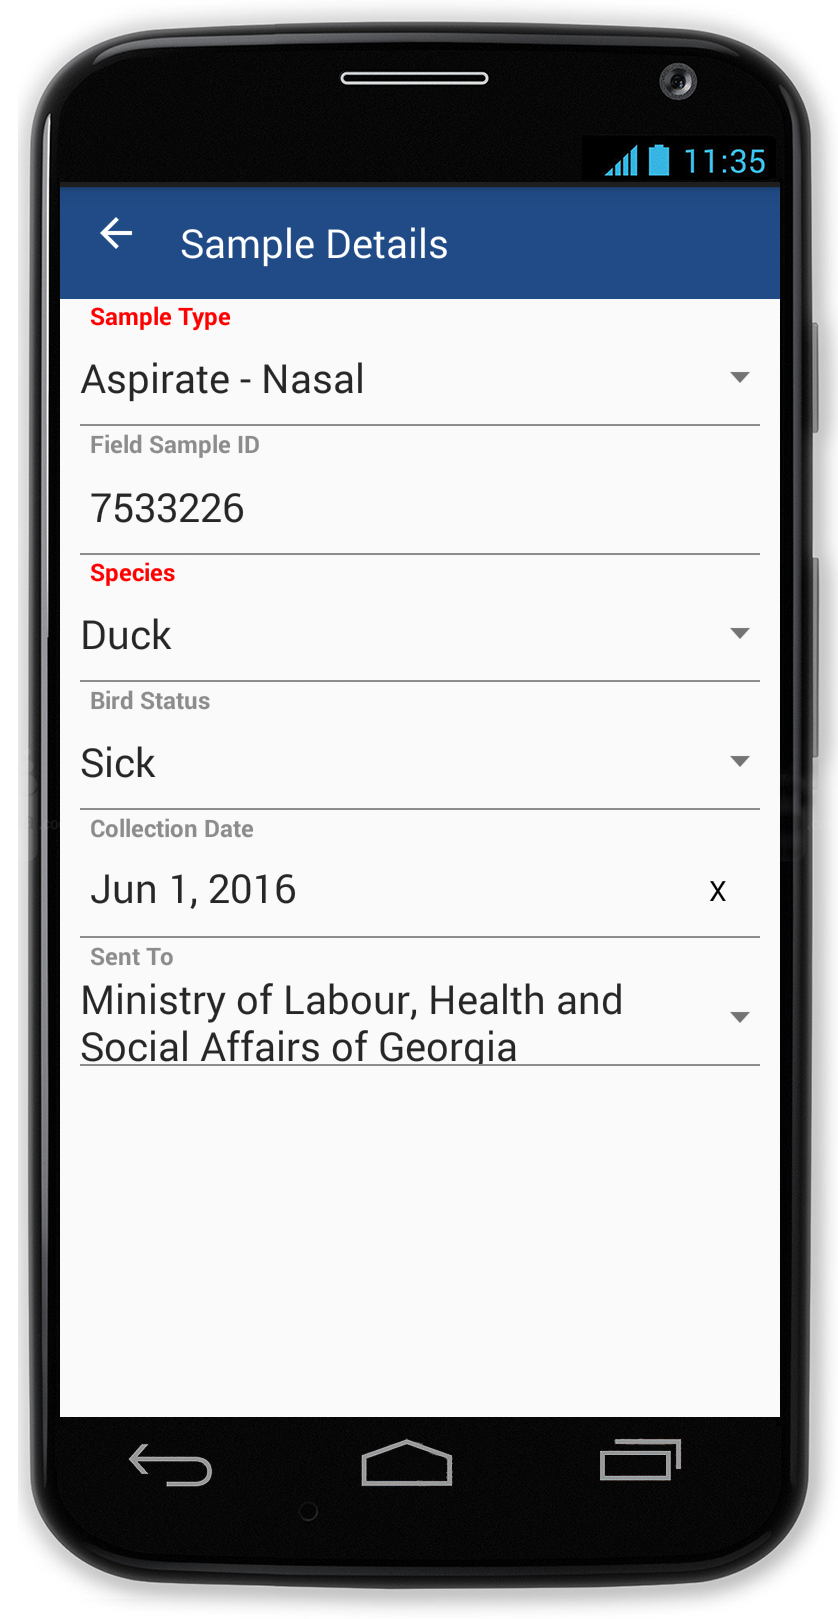 11:35
Sample Details
Sample Type
Aspirate - Nasal
Field Sample ID
7533226
Species
Duck
Bird Status
Sick
Collection Date
Jun 1, 2016
X
Sent To
Ministry of Labour, Health and
Social Affairs of Georgia